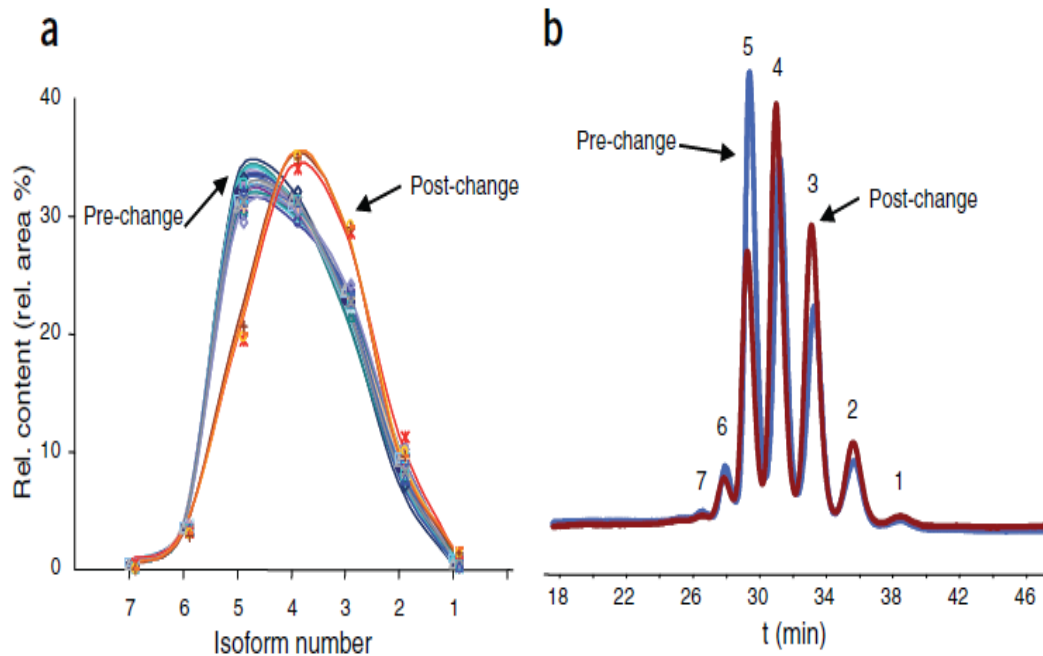 a
Rel. content (rel. area %)
40
30
20
10
0
Pre-change
Post-change
7 6 5 4 3 2 1
Isoform number
b
5
4
Pre-change
3
Post-change
6
2
7
1
18 22 26 30 34 38 42 46
t (min)